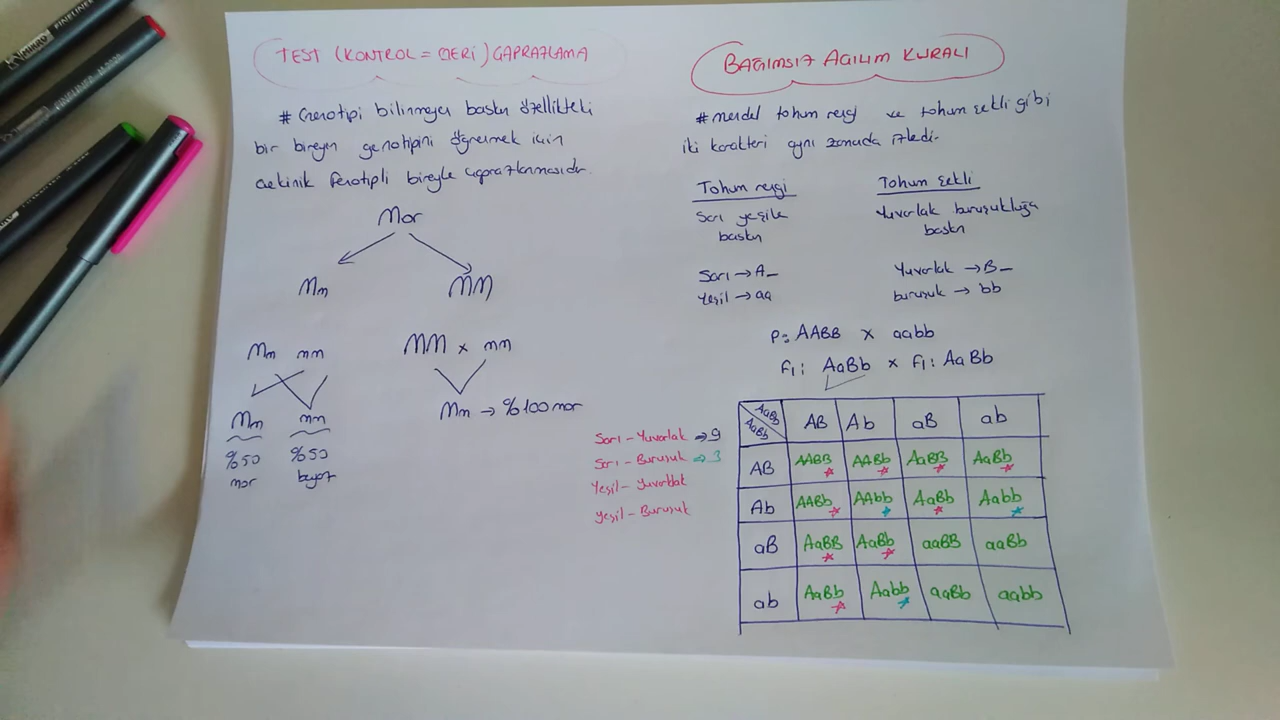 TEST (KONTROL = GERİ) ÇAPRAZLAMA
# Genotipi bilinmeyen baskın özellikteki
bir bireyin genotipini öğrenmek için
çekinik fenotipli bireyle çaprazlanmasıdır.
Mor
Mm MM
Mm mm
Mm mm
%50 %50
mor beyaz
MM x mm
Mm → %100 mor
BAĞIMSIZ AÇILIM KURALI
# mendel tohum rengi ve tohum şekli gibi
iki karakteri aynı zamanda izledi.
Tohum rengi
Sarı yeşile
baskın
Sarı → A_
Yeşil → aa
Tohum şekli
Yuvarlak buruşukluğa
baskın
Yuvarlak → B_
buruşuk → bb
P: AABB x aabb
F1: AaBb x F1: AaBb
Sarı - Yuvarlak → 9
Sarı - Buruşuk → 3
Yeşil - Yuvarlak
Yeşil - Buruşuk
AaBb AaBb AB Ab aB ab
AB AABB AABb AaBB AaBb
Ab AABb AAbb AaBb Aabb
aB AaBB AaBb aaBB aaBb
ab AaBb Aabb aaBb aabb
FINELINER